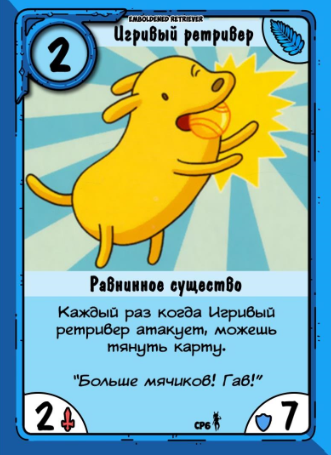 EMBOLDENED RETRIEVER
2
Игривый ретривер
Равнинное существо
Каждый раз когда Игривый
ретривер атакует, можешь
тянуть карту.
"Больше мячиков! Гав!"
2
CP6
7